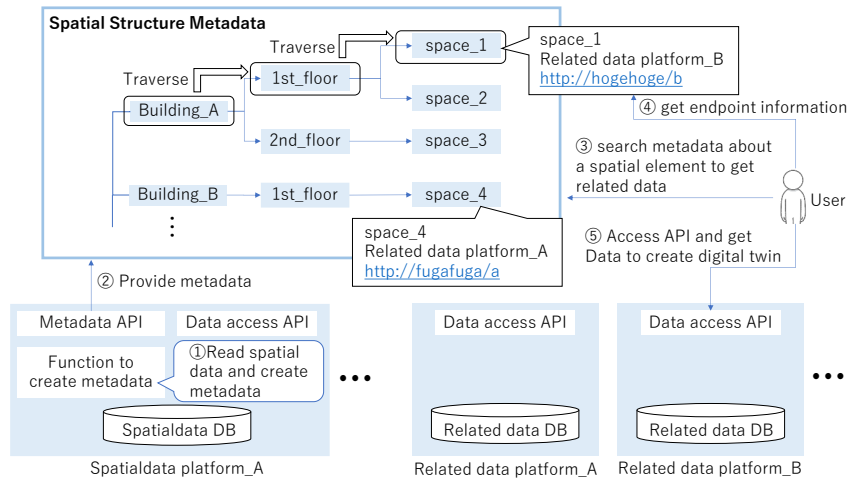 Spatial Structure Metadata
Traverse
Traverse
Building_A
1st_floor
space_1
space_2
2nd_floor
space_3
Building_B
1st_floor
space_4
⋮
space_1
Related data platform_B
http://hogehoge/b
space_4
Related data platform_A
http://fugafuga/a
④ get endpoint information
③ search metadata about
a spatial element to get
related data
User
⑤ Access API and get
Data to create digital twin
② Provide metadata
Metadata API
Data access API
Function to
create metadata
①Read spatial
data and create
metadata
Spatialdata DB
Spatialdata platform_A
•••
Data access API
Related data DB
Related data platform_A
Data access API
Related data DB
Related data platform_B
•••